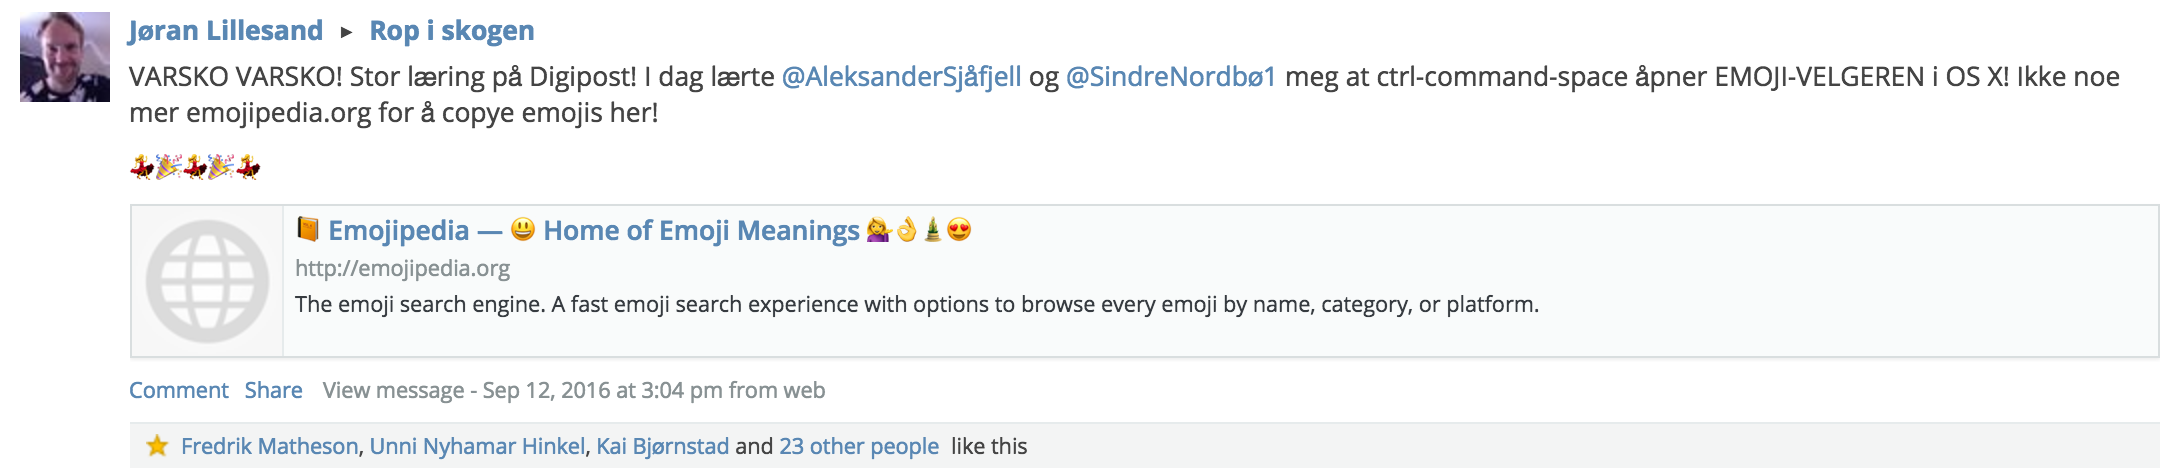 Jøran Lillesand ▸ Rop i skogen
VARSKO VARSKO! Stor læring på Digipost! I dag lærte @AleksanderSjåfjell og @SindreNordbø1 meg at ctrl-command-space åpner EMOJI-VELGEREN i OS X! Ikke noe
mer emojipedia.org for å copye emojis her!
💃🎉💃🎉💃
📙 Emojipedia — 😃 Home of Emoji Meanings 💁👌🎍😍
http://emojipedia.org
The emoji search engine. A fast emoji search experience with options to browse every emoji by name, category, or platform.
Comment Share View message - Sep 12, 2016 at 3:04 pm from web
Fredrik Matheson, Unni Nyhamar Hinkel, Kai Bjørnstad and 23 other people like this